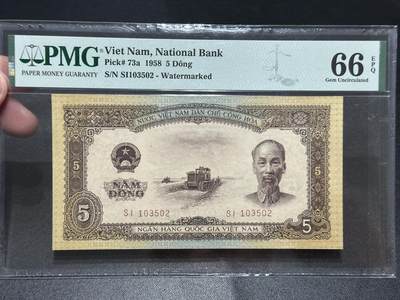 PMG
PAPER MONEY GUARANTY
Viet Nam, National Bank
Pick# 73a 1958 5 Dông
S/N SI103502 - Watermarked
66 EPQ
Gem Uncirculated
NƯỚC VIỆT NAM DÂN CHỦ CỘNG HÒA
5
5
NĂM
ĐỒNG
5
SI 103502
SI 103502
5
NGÂN HÀNG QUỐC GIA VIỆT NAM